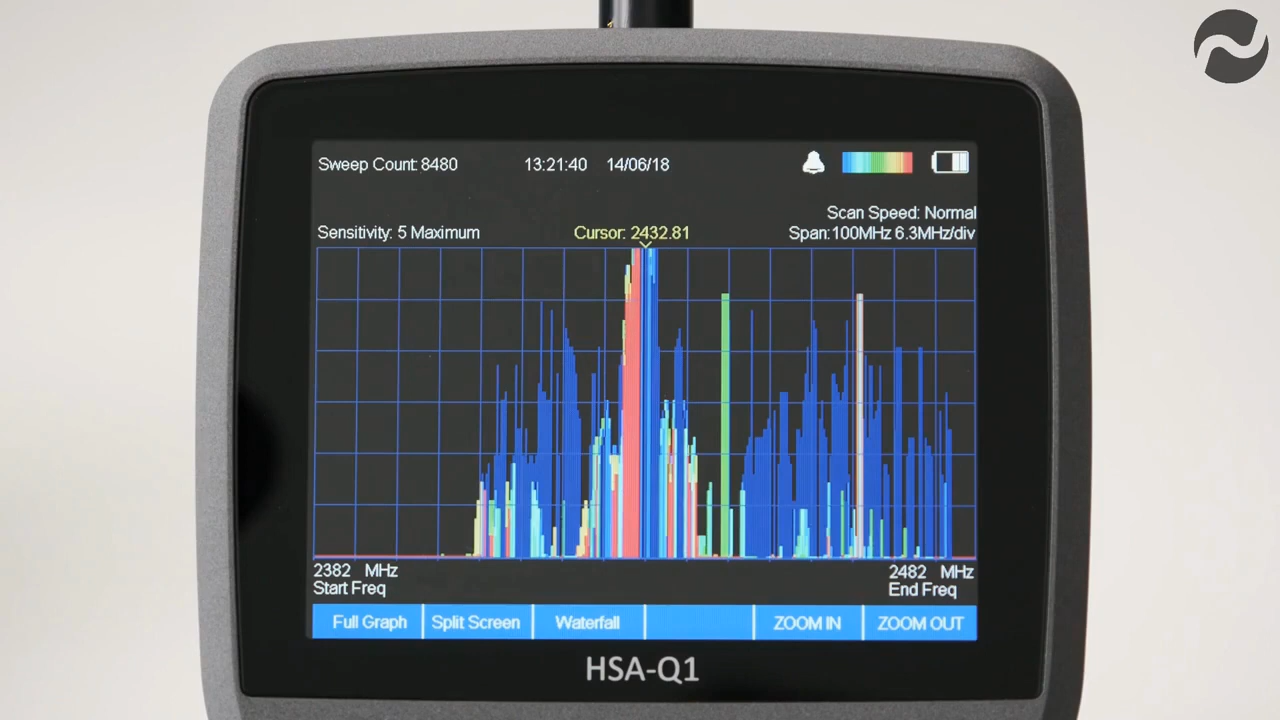 Sweep Count: 8480 13:21:40 14/06/18
Scan Speed: Normal
Sensitivity: 5 Maximum Cursor: 2432.81 Span:100MHz 6.3MHz/div
2382 MHz 2482 MHz
Start Freq End Freq
Full Graph Split Screen Waterfall ZOOM IN ZOOM OUT
HSA-Q1